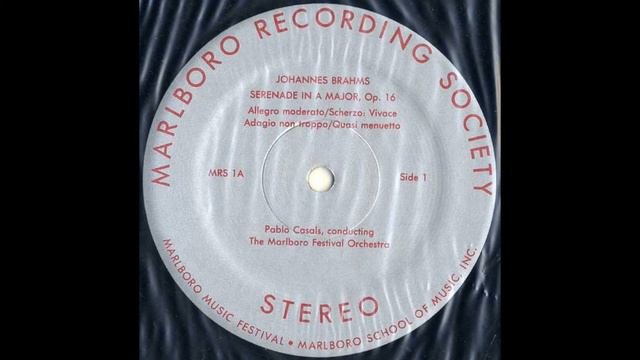 MARLBORO RECORDING SOCIETY
JOHANNES BRAHMS
SERENADE IN A MAJOR, Op. 16
Allegro moderato/Scherzo: Vivace
Adagio non troppo/Quasi menuetto
MRS 1A
Side 1
Pablo Casals, conducting
The Marlboro Festival Orchestra
STEREO
MARLBORO MUSIC FESTIVAL • MARLBORO SCHOOL OF MUSIC, INC.